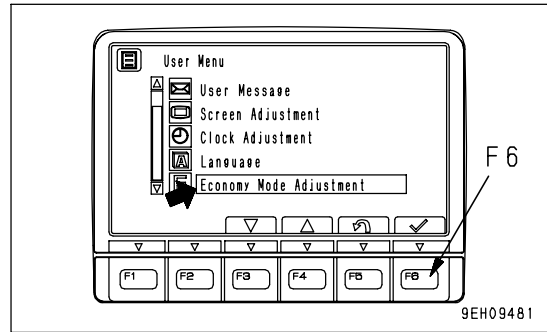 User Menu
User Message
Screen Adjustment
Clock Adjustment
A Language
Economy Mode Adjustment
F6
F1 F2 F3 F4 F5 F6
9EH09481